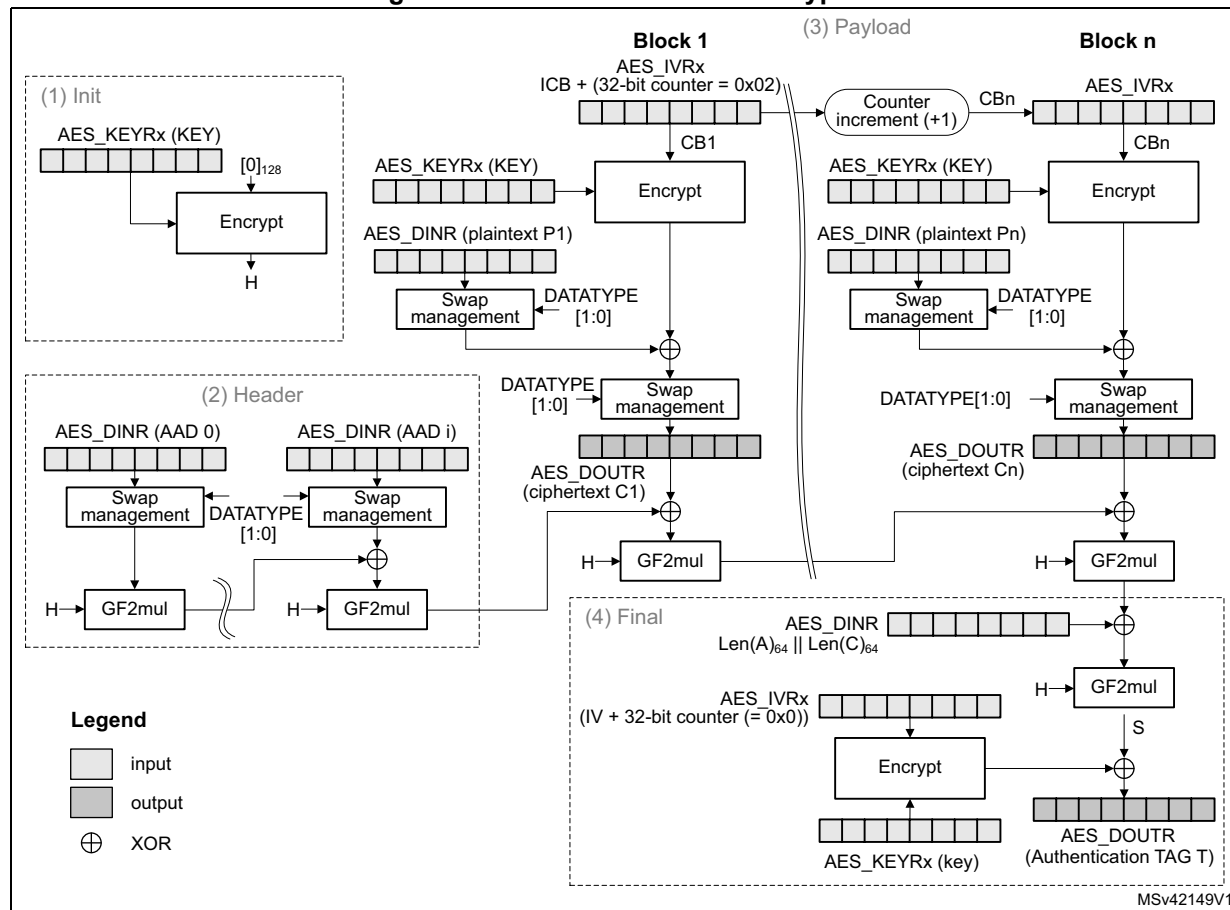 (3) Payload
Block 1
Block n
(1) Init
AES_KEYRx (KEY)
[0]128
Encrypt
H
AES_IVRx
ICB + (32-bit counter = 0x02)
Counter
increment (+1)
CBn
AES_IVRx
CB1
CBn
AES_KEYRx (KEY)
Encrypt
AES_KEYRx (KEY)
Encrypt
AES_DINR (plaintext P1)
Swap
management
DATATYPE
[1:0]
AES_DINR (plaintext Pn)
Swap
management
DATATYPE
[1:0]
DATATYPE
[1:0]
Swap
management
DATATYPE[1:0]
Swap
management
AES_DOUTR
(ciphertext C1)
AES_DOUTR
(ciphertext Cn)
H
GF2mul
H
GF2mul
(2) Header
AES_DINR (AAD 0)
AES_DINR (AAD i)
Swap
management
DATATYPE
[1:0]
Swap
management
H
GF2mul
H
GF2mul
(4) Final
AES_DINR
Len(A)64 || Len(C)64
H
GF2mul
S
AES_IVRx
(IV + 32-bit counter (= 0x0))
Encrypt
AES_KEYRx (key)
AES_DOUTR
(Authentication TAG T)
Legend
input
output
XOR
MSv42149V1